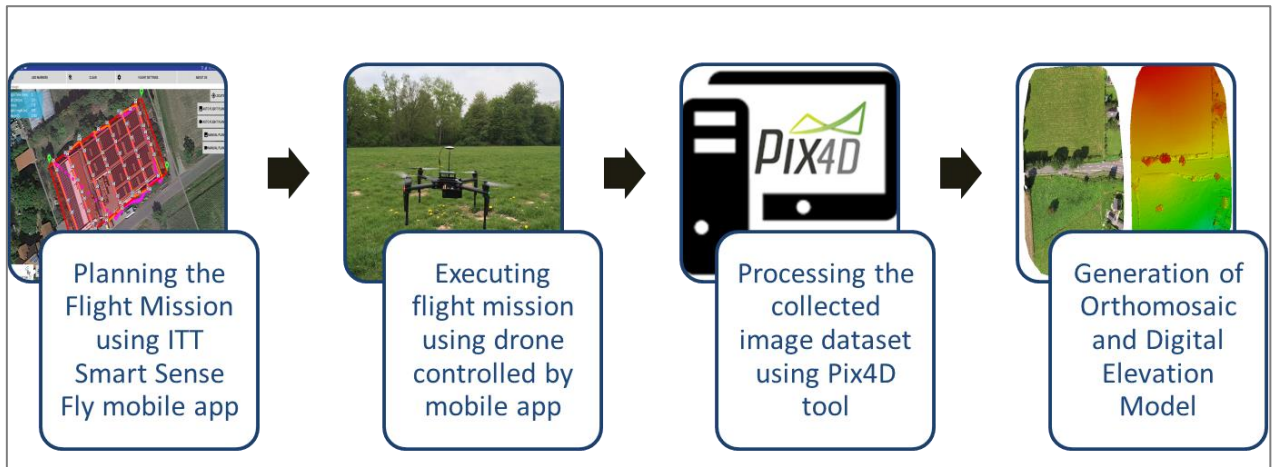 PIX4D
Planning the
Flight Mission
using ITT
Smart Sense
Fly mobile app
Executing
flight mission
using drone
controlled by
mobile app
Processing the
collected
image dataset
using Pix4D
tool
Generation of
Orthomosaic
and Digital
Elevation
Model